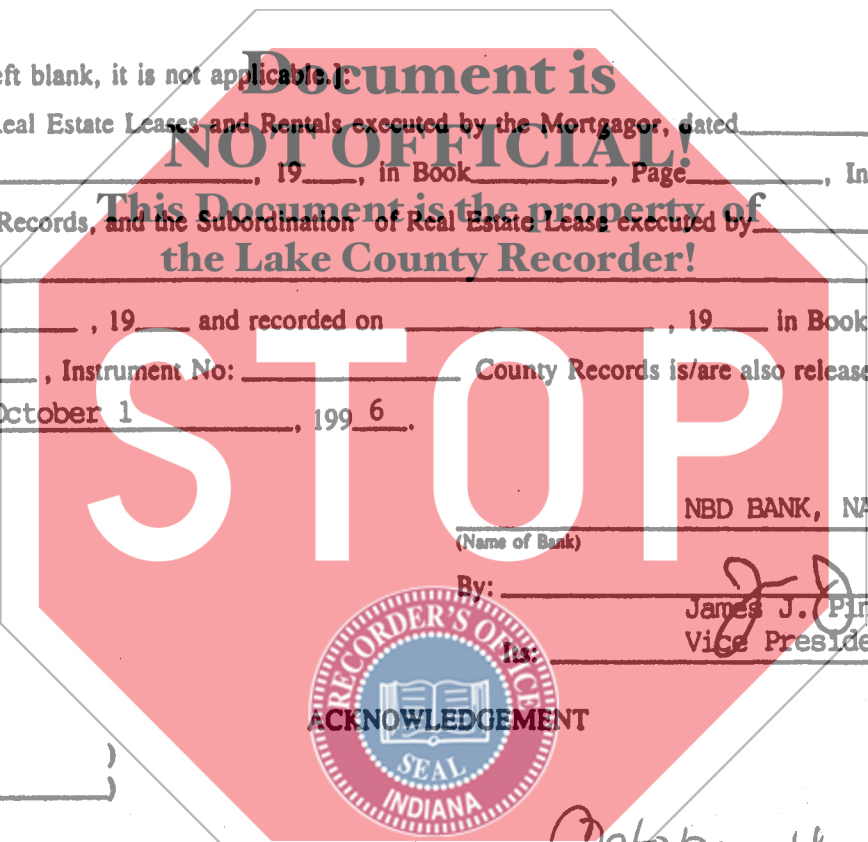 Document is
eft blank, it is not applicable.]:
eal Estate Leases and Rentals executed by the Mortgagor, dated
NOT OFFICIAL!
, 19 , in Book , Page , In
This Document is the property of
Records, and the Subordination of Real Estate Lease executed by
the Lake County Recorder!
, 19 and recorded on , 19 in Book
, Instrument No: County Records is/are also release
October 1 , 199 6 .
STOP
NBD BANK, NA
(Name of Bank)
By:
James J. Pin
Vice Preside
Its:
RECORDER'S OFFICE
ACKNOWLEDGEMENT
SEAL
INDIANA